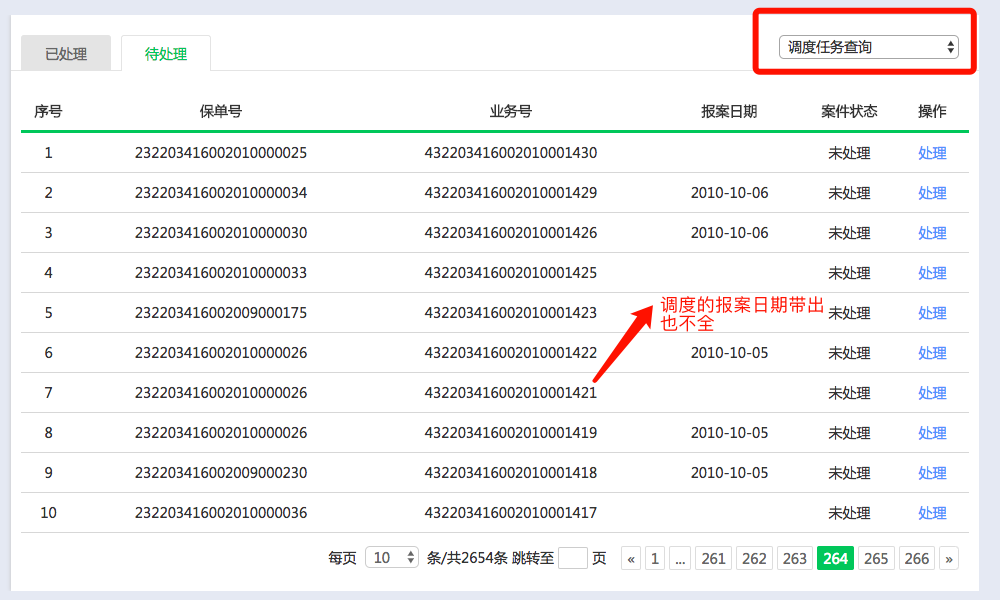 已处理 待处理 调度任务查询
序号 保单号 业务号 报案日期 案件状态 操作
1 232203416002010000025 432203416002010001430 未处理 处理
2 232203416002010000034 432203416002010001429 2010-10-06 未处理 处理
3 232203416002010000030 432203416002010001426 2010-10-06 未处理 处理
4 232203416002010000033 432203416002010001425 未处理 处理
5 232203416002009000175 432203416002010001423 未处理 处理
调度的报案日期带出
也不全
6 232203416002010000026 432203416002010001422 2010-10-05 未处理 处理
7 232203416002010000026 432203416002010001421 未处理 处理
8 232203416002010000026 432203416002010001419 2010-10-05 未处理 处理
9 232203416002009000230 432203416002010001418 2010-10-05 未处理 处理
10 232203416002010000036 432203416002010001417 未处理 处理
每页 10 条/共2654条 跳转至 页 « 1 ... 261 262 263 264 265 266 »